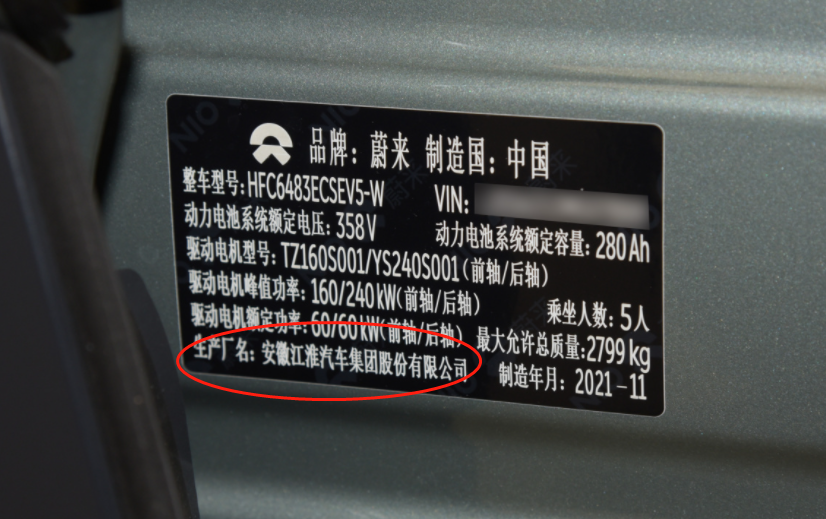 品牌：蔚来 制造国：中国
整车型号：HFC6483ECSEV5-W VIN:
动力电池系统额定电压：358V 动力电池系统额定容量：280Ah
驱动电机型号：TZ160S001/YS240S001（前轴/后轴）
驱动电机峰值功率：160/240kW（前轴/后轴） 乘坐人数：5人
驱动电机额定功率：60/60kW（前轴/后轴） 最大允许总质量：2799kg
生产厂名：安徽江淮汽车集团股份有限公司 制造年月：2021-11